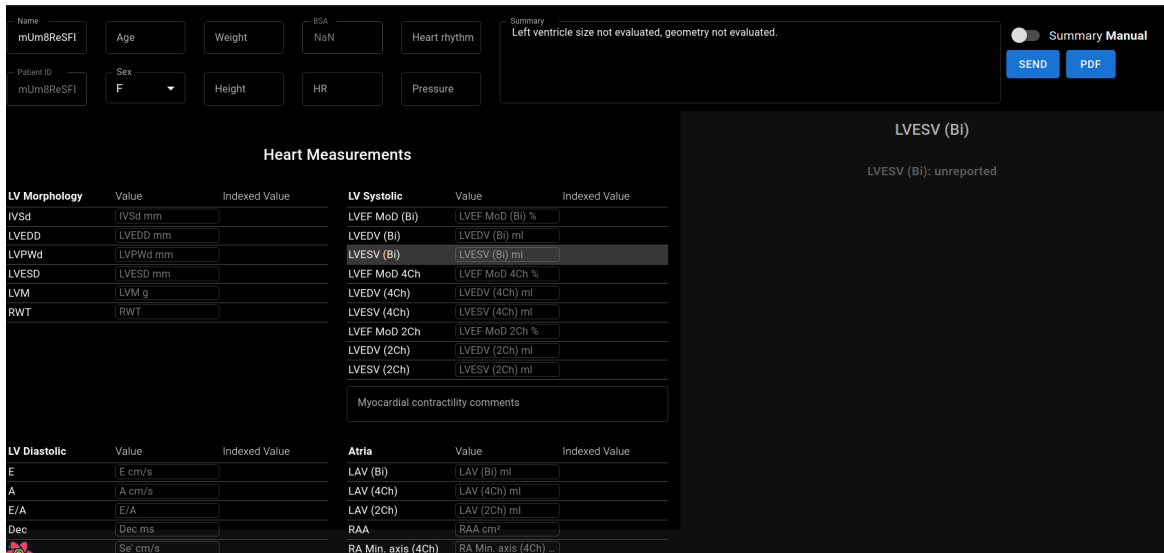 Name
mUm8ReSFI
Age
Weight
BSA
NaN
Heart rhythm
Summary
Left ventricle size not evaluated, geometry not evaluated.
Summary Manual
SEND
PDF
Patient ID
mUm8ReSFI
Sex
F
Height
HR
Pressure
LVESV (Bi)
LVESV (Bi): unreported
Heart Measurements
LV Morphology Value Indexed Value
IVSd IVSd mm
LVEDD LVEDD mm
LVPWd LVPWd mm
LVESD LVESD mm
LVM LVM g
RWT RWT
LV Systolic Value Indexed Value
LVEF MoD (Bi) LVEF MoD (Bi) %
LVEDV (Bi) LVEDV (Bi) ml
LVESV (Bi) LVESV (Bi) ml
LVEF MoD 4Ch LVEF MoD 4Ch %
LVEDV (4Ch) LVEDV (4Ch) ml
LVESV (4Ch) LVESV (4Ch) ml
LVEF MoD 2Ch LVEF MoD 2Ch %
LVEDV (2Ch) LVEDV (2Ch) ml
LVESV (2Ch) LVESV (2Ch) ml
Myocardial contractility comments
LV Diastolic Value Indexed Value
E E cm/s
A A cm/s
E/A E/A
Dec Dec ms
Se' cm/s
Atria Value Indexed Value
LAV (Bi) LAV (Bi) ml
LAV (4Ch) LAV (4Ch) ml
LAV (2Ch) LAV (2Ch) ml
RAA RAA cm²
RA Min. axis (4Ch) RA Min. axis (4Ch) ...